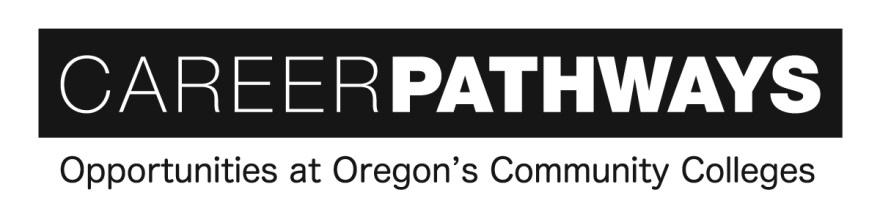 CAREERPATHWAYS
Opportunities at Oregon's Community Colleges